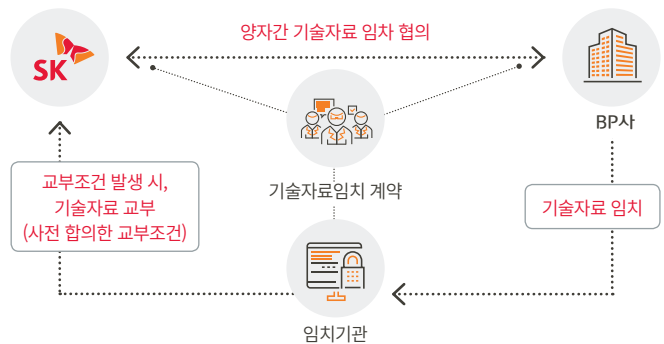 양자간 기술자료 임차 협의
SK
BP사
기술자료임치 계약
교부조건 발생 시,
기술자료 교부
(사전 합의한 교부조건)
기술자료 임치
임치기관